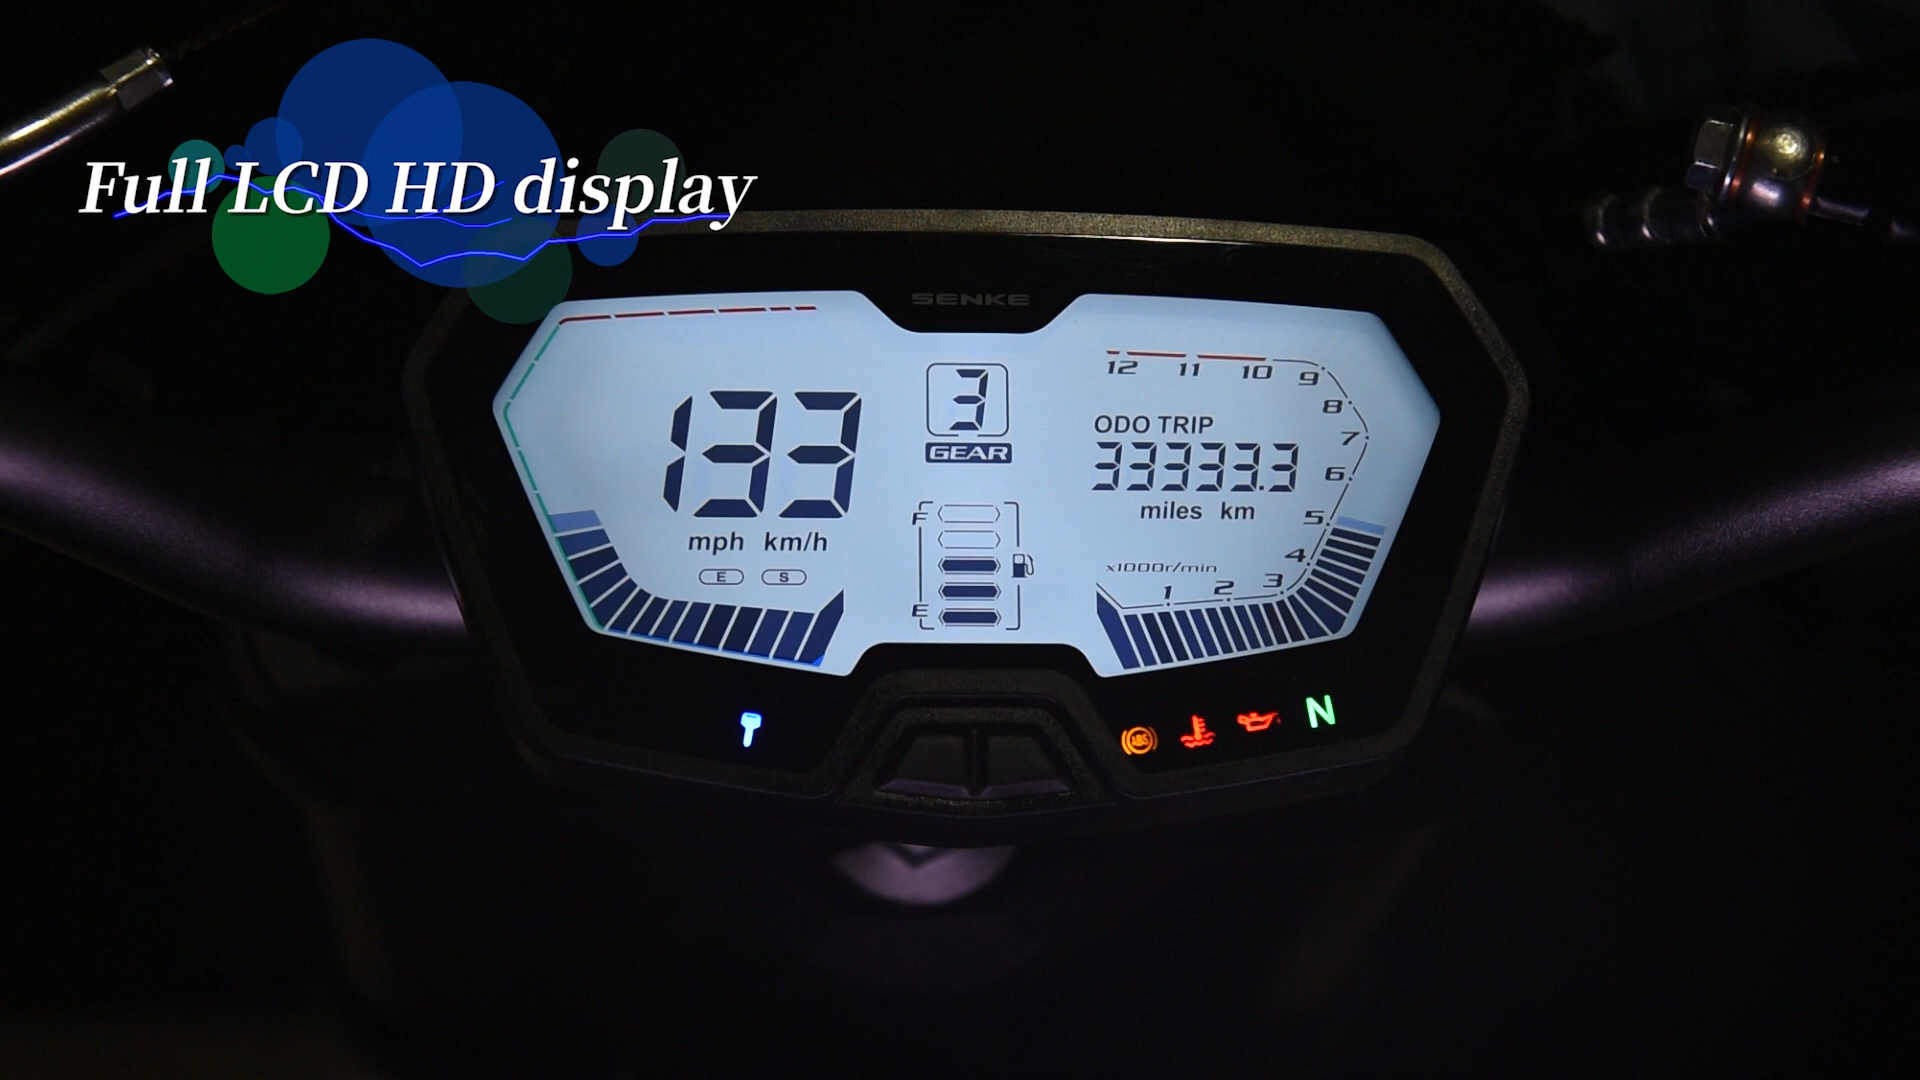 Full LCD HD display
SENKE
133
mph km/h
E S
3
GEAR
F
E
12 11 10 9
8
7
6
5
4
3
2
1
ODO TRIP
33333.3
miles km
x1000r/min
ABS
N